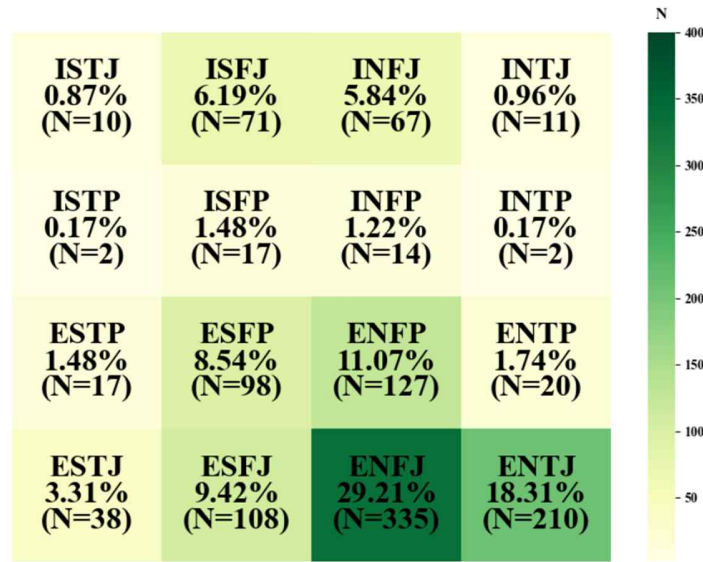 N
ISTJ
0.87%
(N=10)
ISFJ
6.19%
(N=71)
INFJ
5.84%
(N=67)
INTJ
0.96%
(N=11)
ISTP
0.17%
(N=2)
ISFP
1.48%
(N=17)
INFP
1.22%
(N=14)
INTP
0.17%
(N=2)
ESTP
1.48%
(N=17)
ESFP
8.54%
(N=98)
ENFP
11.07%
(N=127)
ENTP
1.74%
(N=20)
ESTJ
3.31%
(N=38)
ESFJ
9.42%
(N=108)
ENFJ
29.21%
(N=335)
ENTJ
18.31%
(N=210)
400
350
300
250
200
150
100
50